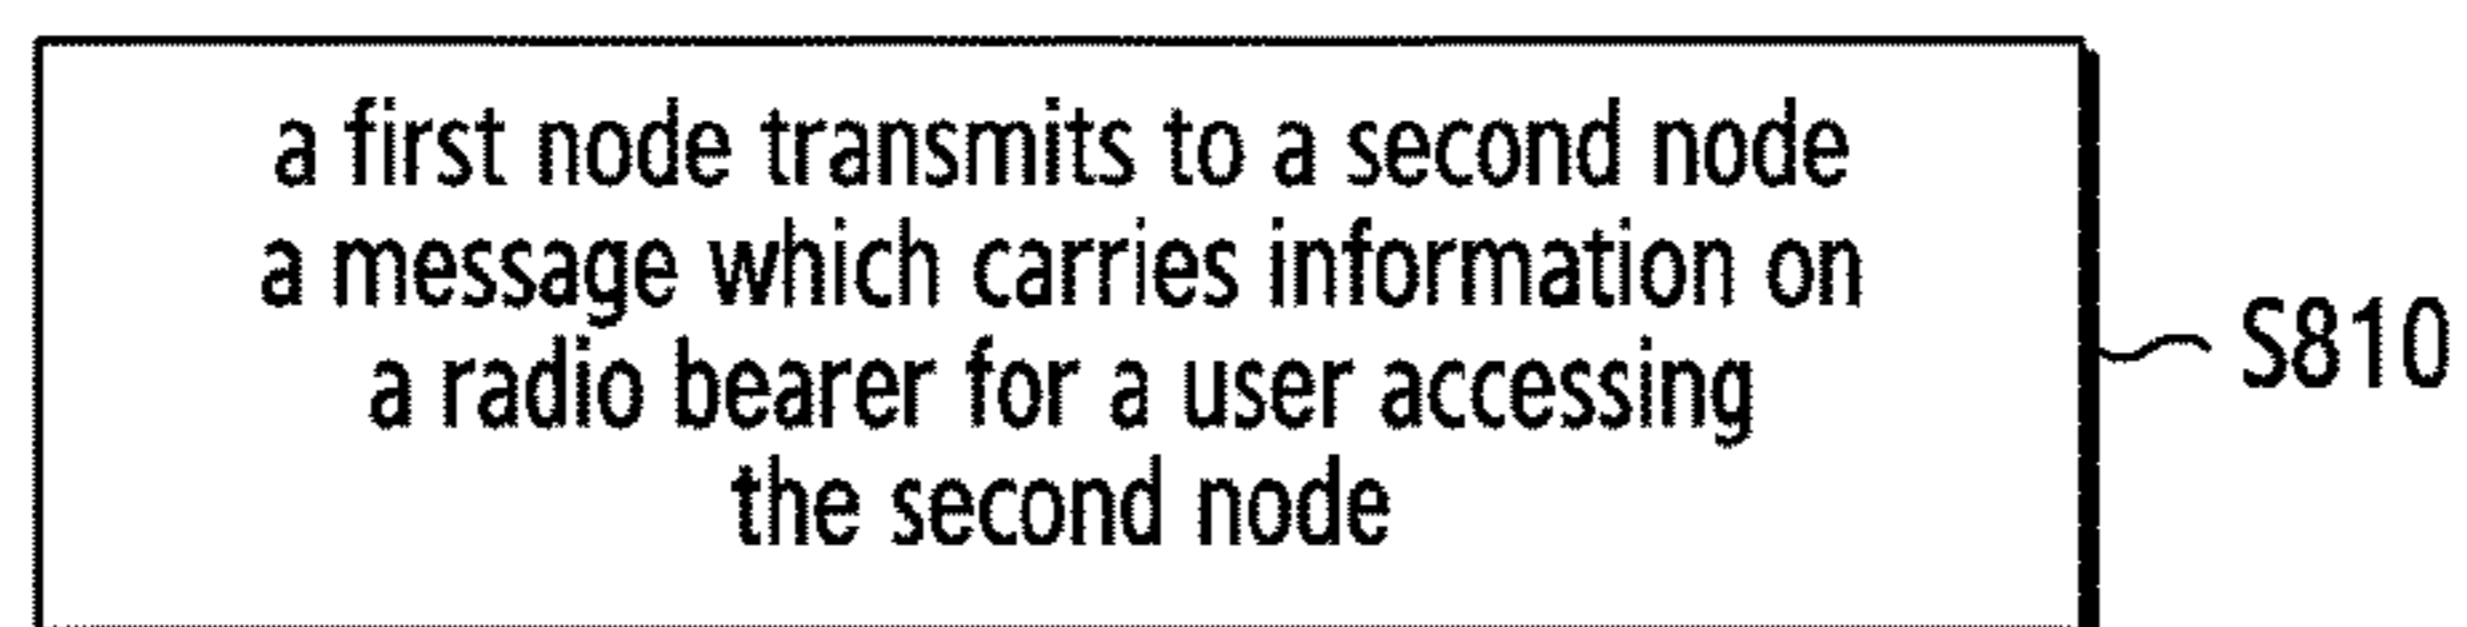 a first node transmits to a second node
a message which carries information on
a radio bearer for a user accessing
the second node
S810